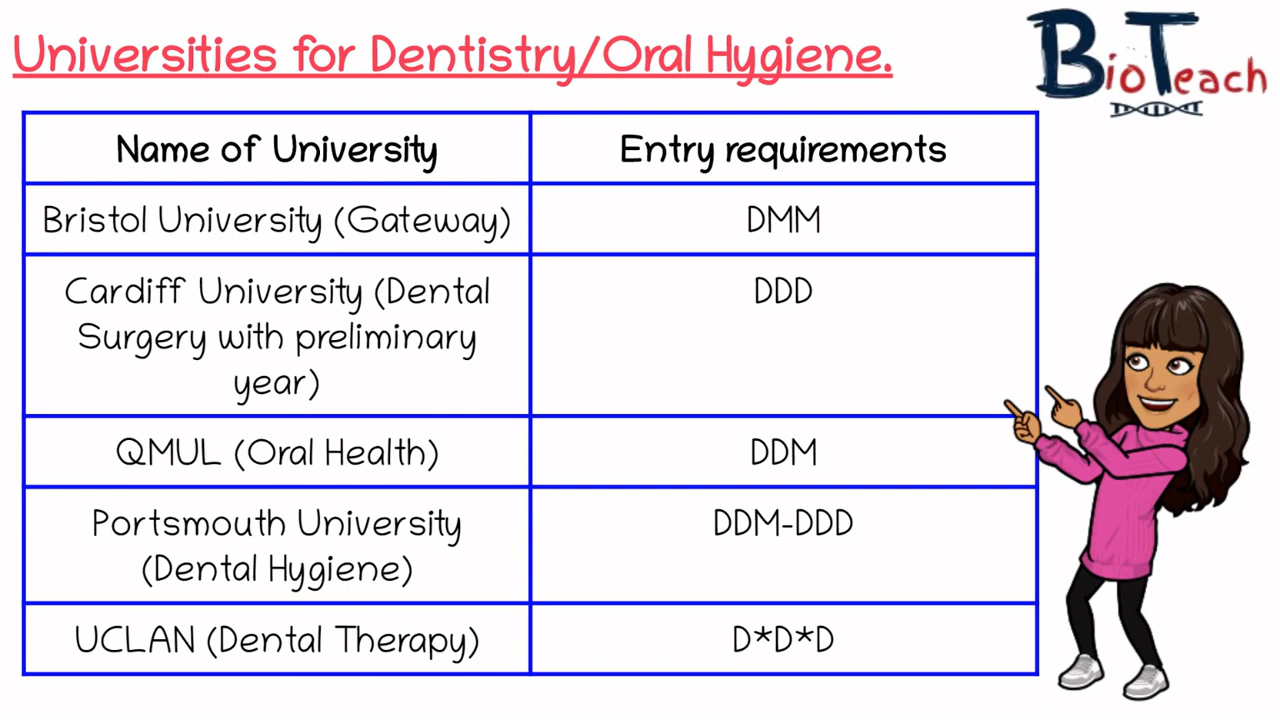 Universities for Dentistry/Oral Hygiene.
BioTeach
Name of University
Entry requirements
Bristol University (Gateway)
DMM
Cardiff University (Dental
Surgery with preliminary
year)
DDD
QMUL (Oral Health)
DDM
Portsmouth University
(Dental Hygiene)
DDM-DDD
UCLAN (Dental Therapy)
D*D*D